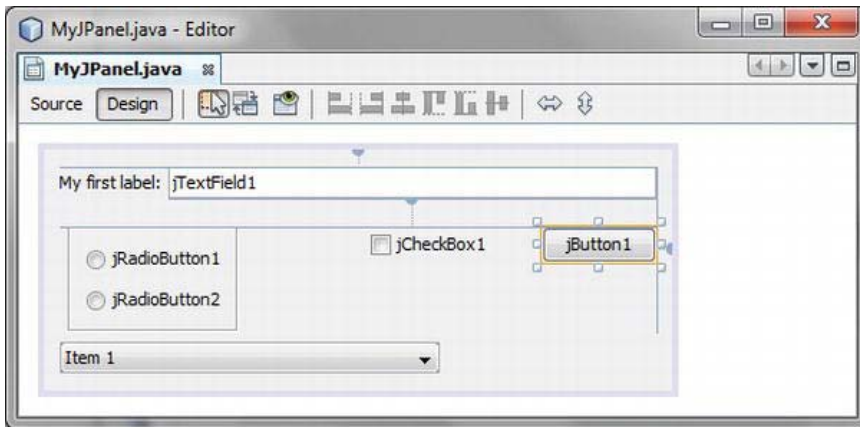 MyJPanel.java - Editor
MyJPanel.java
Source Design
My first label: jTextField1
jRadioButton1
jCheckBox1
jButton1
jRadioButton2
Item 1